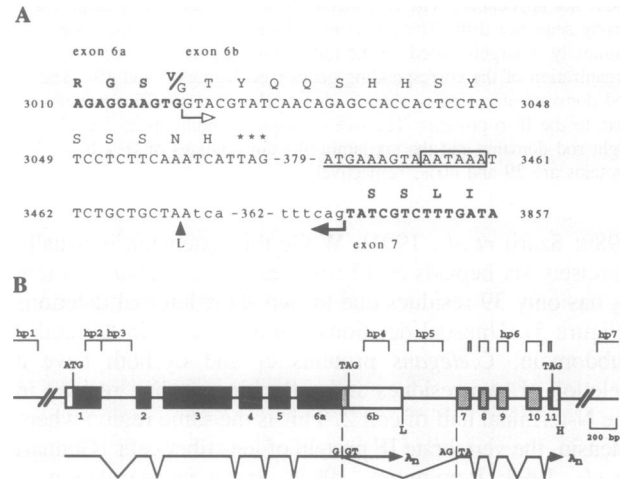 A
exon 6a exon 6b
R G S V/G T Y Q Q S H H S Y
3010 AGAGGAAGTGGTACGTATCAACAGAGCCACCACTCCTAC 3048
S S S N H ***
3049 TCCTCTTCAAATCATTAG -379- ATGAAAGTAAATAAAT 3461
S S L I
3462 TCTGCTGCTAAtca -362- tttcagTATCGTCTTTGATA 3857
L exon 7
B
hp1 hp2 hp3 hp4 hp5 hp6 hp7
ATG TAG TAG
1 2 3 4 5 6a 6b 7 8 9 10 11
L H 200 bp
G GT An AG TA An